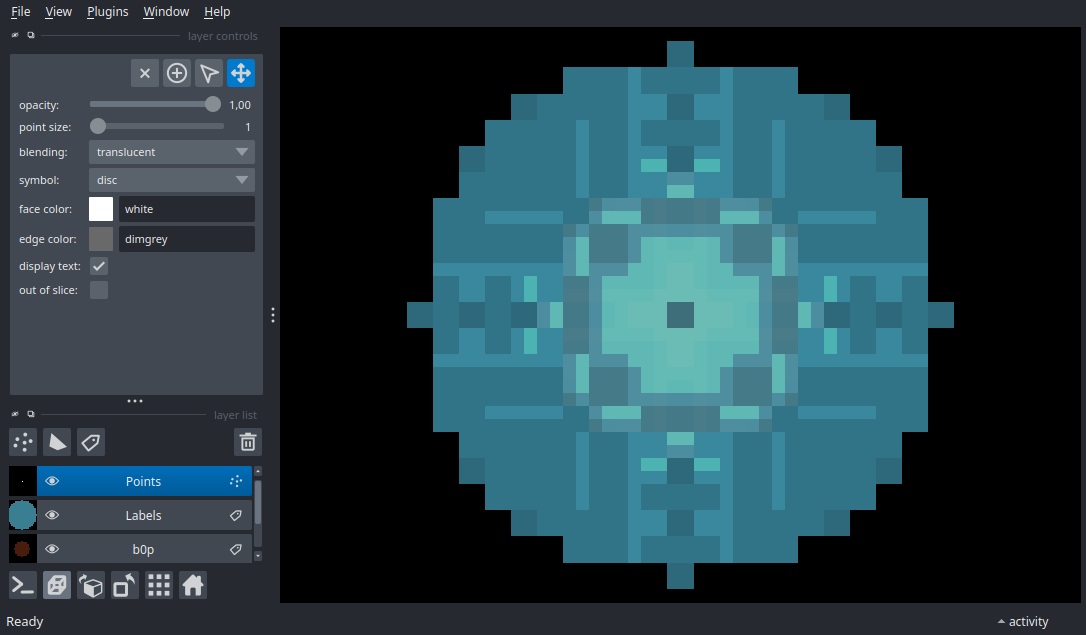 File View Plugins Window Help
layer controls
opacity: 1,00
point size: 1
blending: translucent
symbol: disc
face color: white
edge color: dimgrey
display text:
out of slice:
layer list
Points
Labels
b0p
Ready
activity